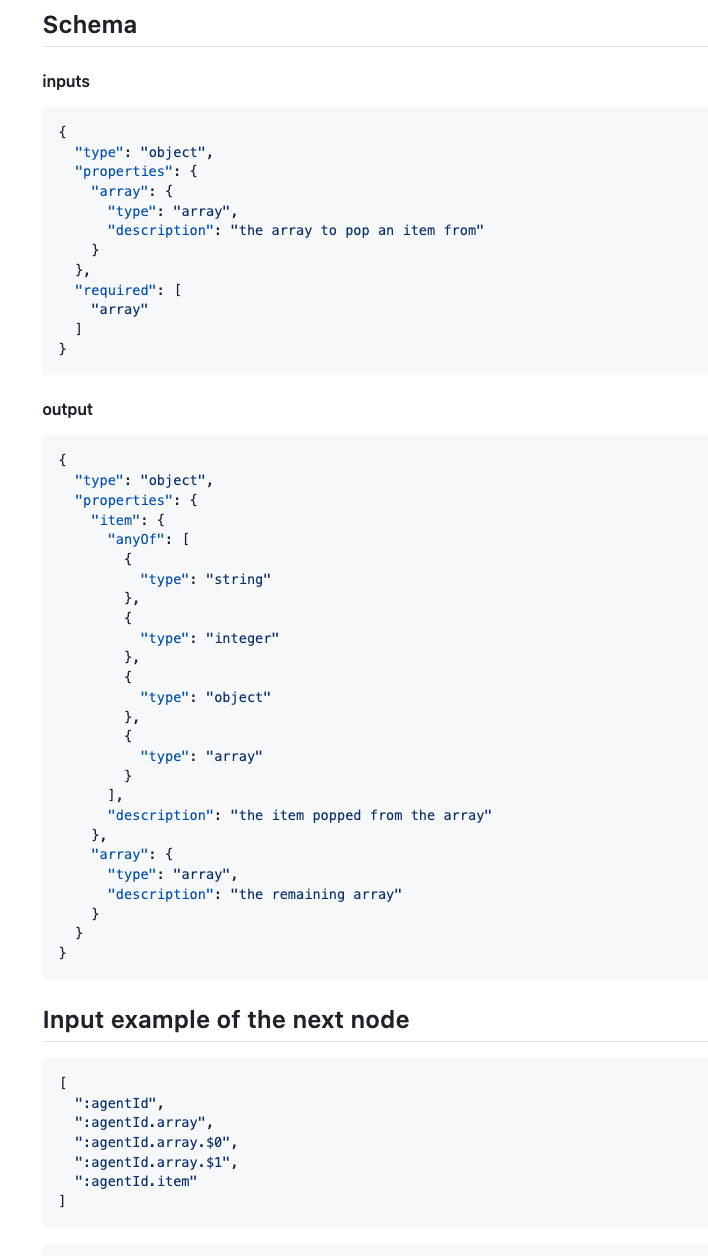 Schema
inputs
{
  "type": "object",
  "properties": {
    "array": {
      "type": "array",
      "description": "the array to pop an item from"
    }
  },
  "required": [
    "array"
  ]
}
output
{
  "type": "object",
  "properties": {
    "item": {
      "anyOf": [
        {
          "type": "string"
        },
        {
          "type": "integer"
        },
        {
          "type": "object"
        },
        {
          "type": "array"
        }
      ],
      "description": "the item popped from the array"
    },
    "array": {
      "type": "array",
      "description": "the remaining array"
    }
  }
}
Input example of the next node
[
  ":agentId",
  ":agentId.array",
  ":agentId.array.$0",
  ":agentId.array.$1",
  ":agentId.item"
]